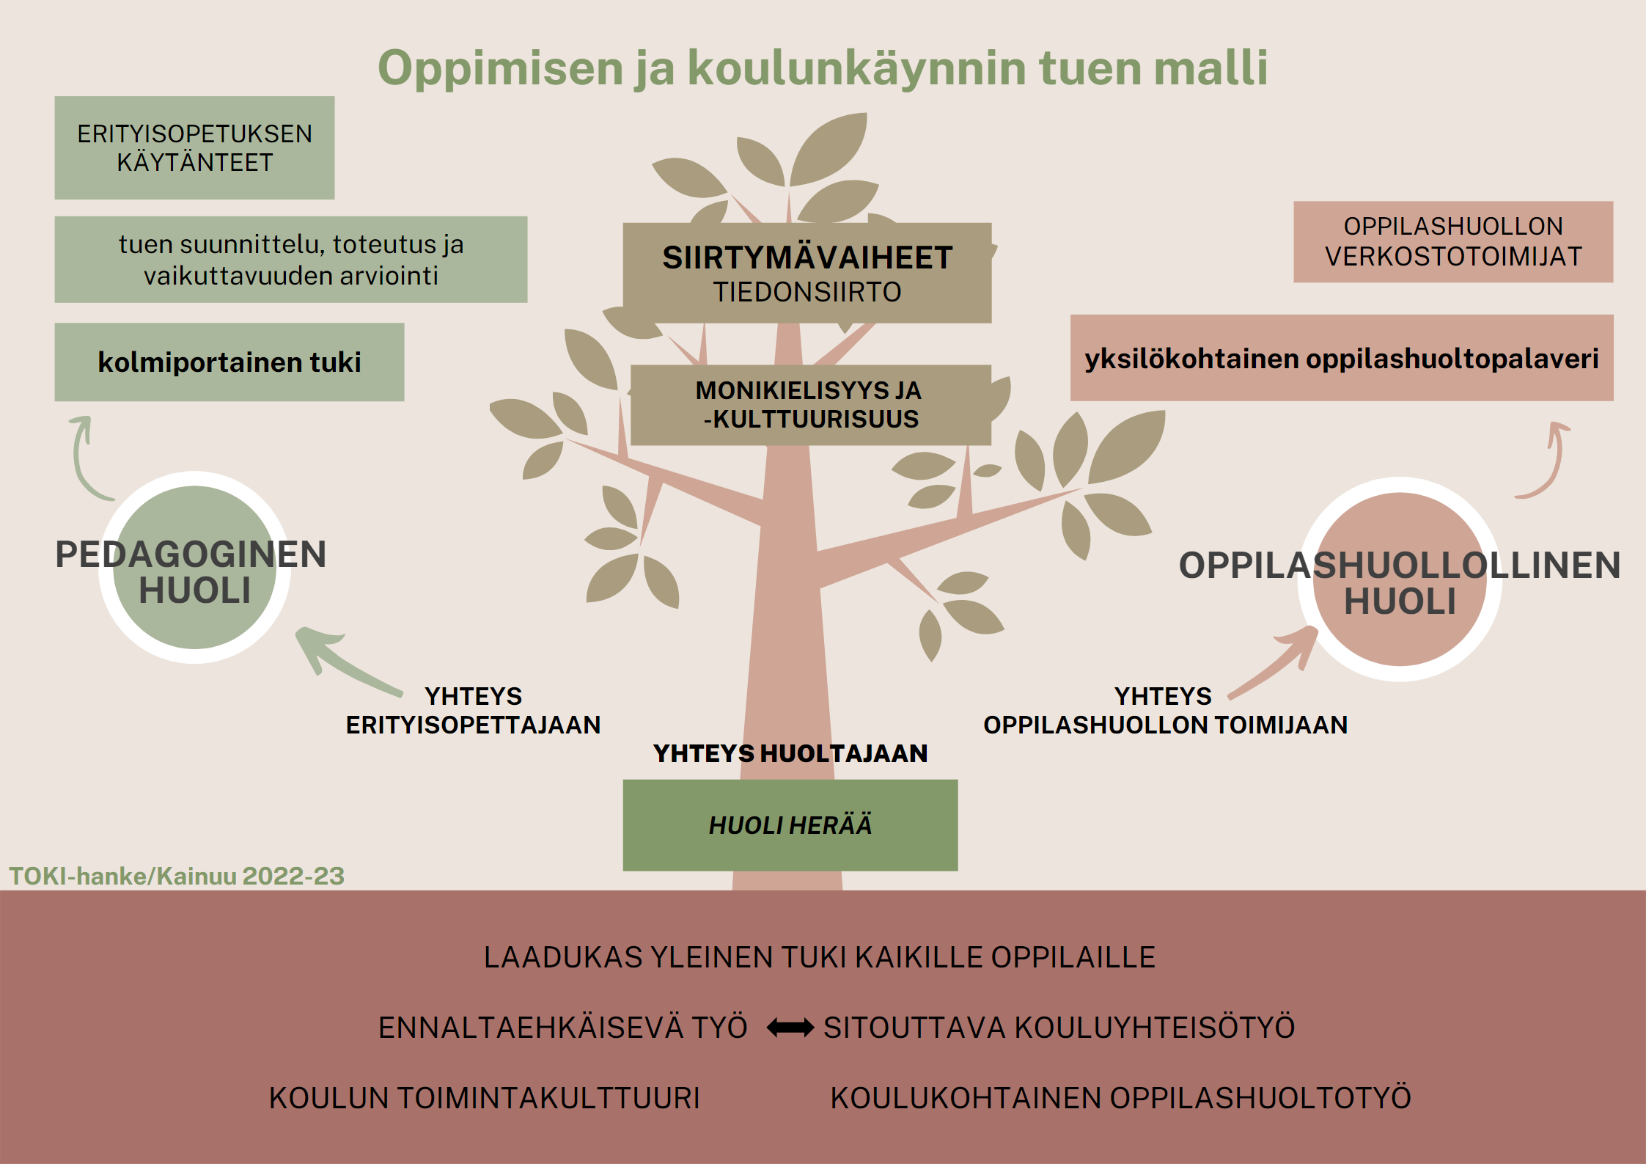 Oppimisen ja koulunkäynnin tuen malli
ERITYISOPETUKSEN
KÄYTÄNTEET
tuen suunnittelu, toteutus ja
vaikuttavuuden arviointi
kolmiportainen tuki
PEDAGOGINEN
HUOLI
YHTEYS
ERITYISOPETTAJAAN
SIIRTYMÄVAIHEET
TIEDONSIIRTO
MONIKIELISYYS JA
-KULTTUURISUUS
OPPILASHUOLLON
VERKOSTOTOIMIJAT
yksilökohtainen oppilashuoltopalaveri
OPPILASHUOLLOLLINEN
HUOLI
YHTEYS
OPPILASHUOLLON TOIMIJAAN
YHTEYS HUOLTAJAAN
HUOLI HERÄÄ
TOKI-hanke/Kainuu 2022-23
LAADUKAS YLEINEN TUKI KAIKILLE OPPILAILLE
ENNALTAEHKÄISEVÄ TYÖ SITOUTTAVA KOULUYHTEISÖTYÖ
KOULUN TOIMINTAKULTTUURI KOULUKOHTAINEN OPPILASHUOLTOTYÖ